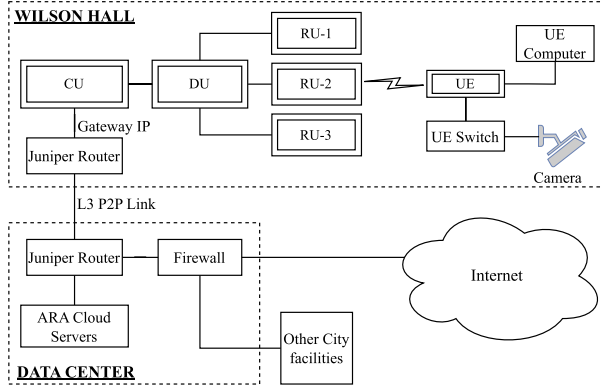 WILSON HALL
RU-1
UE
Computer
CU
DU
RU-2
UE
Gateway IP
RU-3
UE Switch
Juniper Router
Camera
L3 P2P Link
Juniper Router
Firewall
Internet
ARA Cloud
Servers
Other City
facilities
DATA CENTER